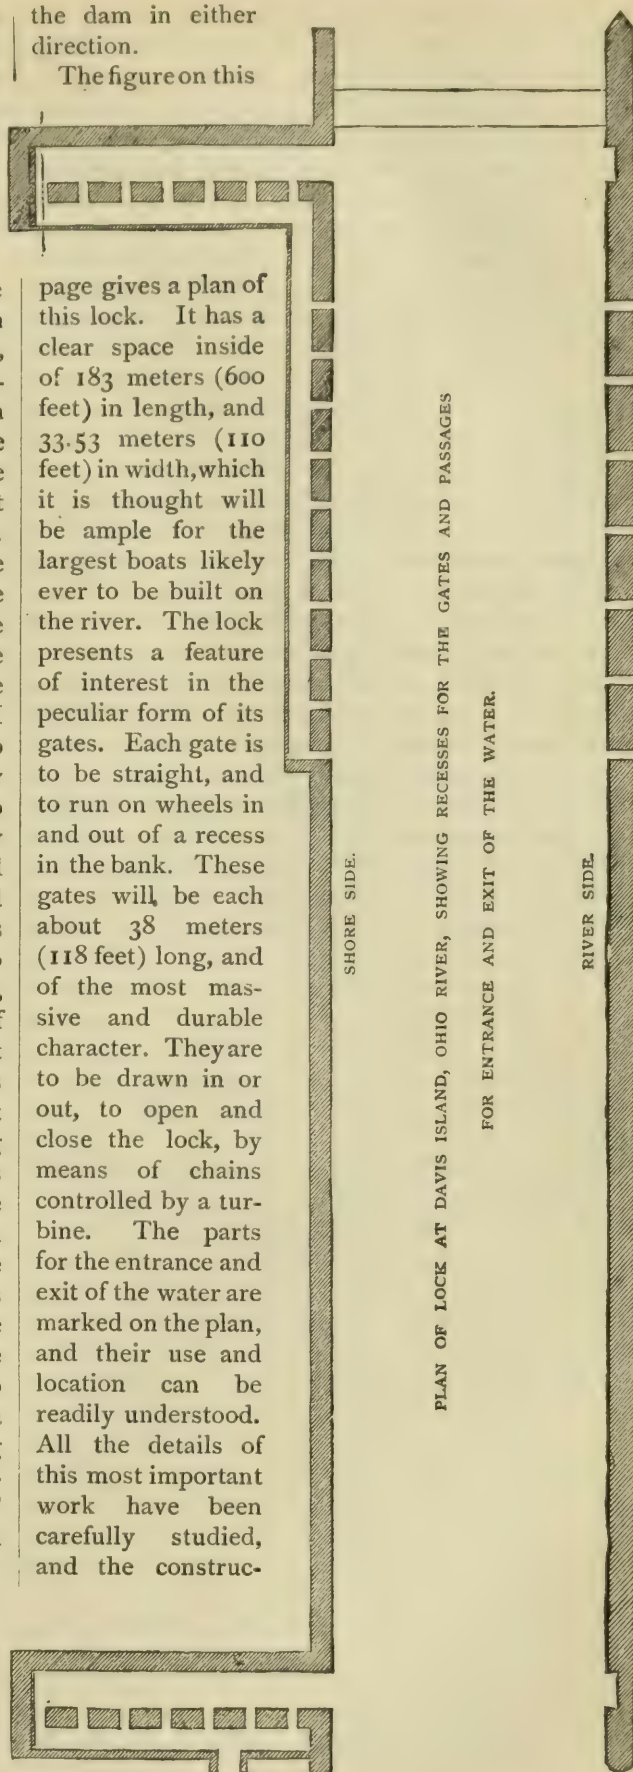 the dam in either
direction.
The figure on this
page gives a plan of
this lock. It has a
clear space inside
of 183 meters (600
feet) in length, and
33.53 meters (110
feet) in width, which
it is thought will
be ample for the
largest boats likely
ever to be built on
the river. The lock
presents a feature
of interest in the
peculiar form of its
gates. Each gate is
to be straight, and
to run on wheels in
and out of a recess
in the bank. These
gates will be each
about 38 meters
(118 feet) long, and
of the most mas-
sive and durable
character. They are
to be drawn in or
out, to open and
close the lock, by
means of chains
controlled by a tur-
bine. The parts
for the entrance and
exit of the water are
marked on the plan,
and their use and
location can be
readily understood.
All the details of
this most important
work have been
carefully studied,
and the construc-
SHORE SIDE.
PLAN OF LOCK AT DAVIS ISLAND, OHIO RIVER, SHOWING RECESSES FOR THE GATES AND PASSAGES
FOR ENTRANCE AND EXIT OF THE WATER.
RIVER SIDE.